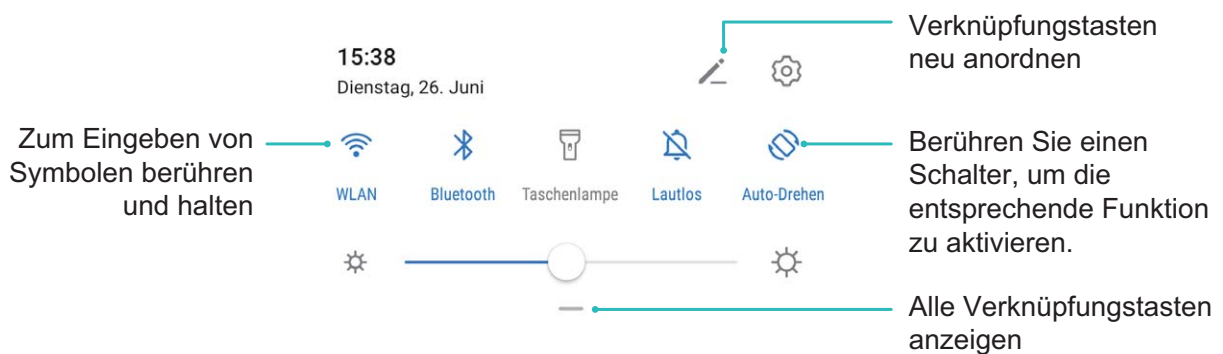 Verknüpfungstasten
neu anordnen
15:38
Dienstag, 26. Juni
Zum Eingeben von
Symbolen berühren
und halten
WLAN
Bluetooth
Taschenlampe
Lautlos
Auto-Drehen
Berühren Sie einen
Schalter, um die
entsprechende Funktion
zu aktivieren.
Alle Verknüpfungstasten
anzeigen